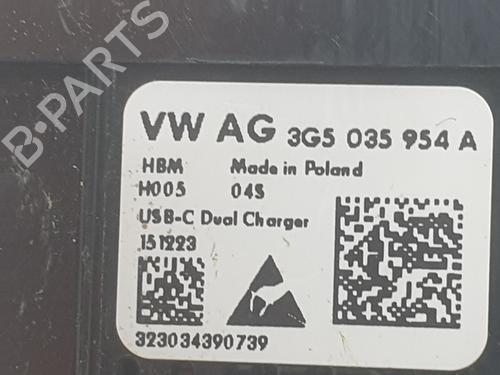 B-PARTS
VW AG 3G5 035 954 A
HBM Made in Poland
H005 04S
USB-C Dual Charger
151223
323034390739